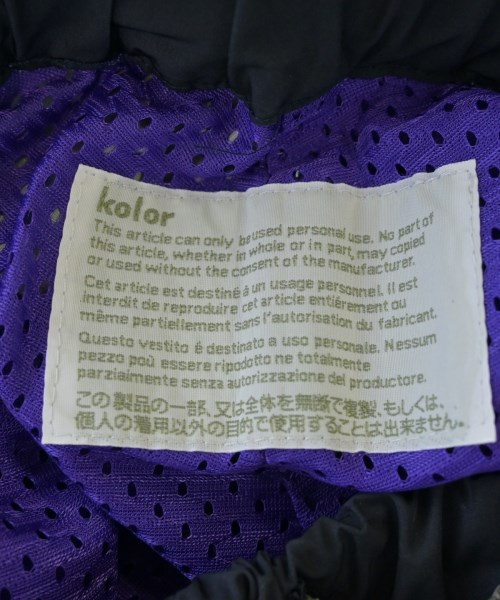 kolor
This article can only be used personal use. No part of
this article, whether in whole or in part, may copied
or used without the consent of the manufacturer.
Cet article est destiné à un usage personnel. Il est
interdit de reproduire cet article entiérement ou
même partiellement sans l'autorisation du fabricant.
Questo vestito é destinato a uso personale. Nessum
pezzo poü essere ripodotto ne totalmente
parzialmente senza autorizzazione del productore.
この製品の一部、又は全体を無断で複製、もしくは、
個人の着用以外の目的で使用することは出来ません。